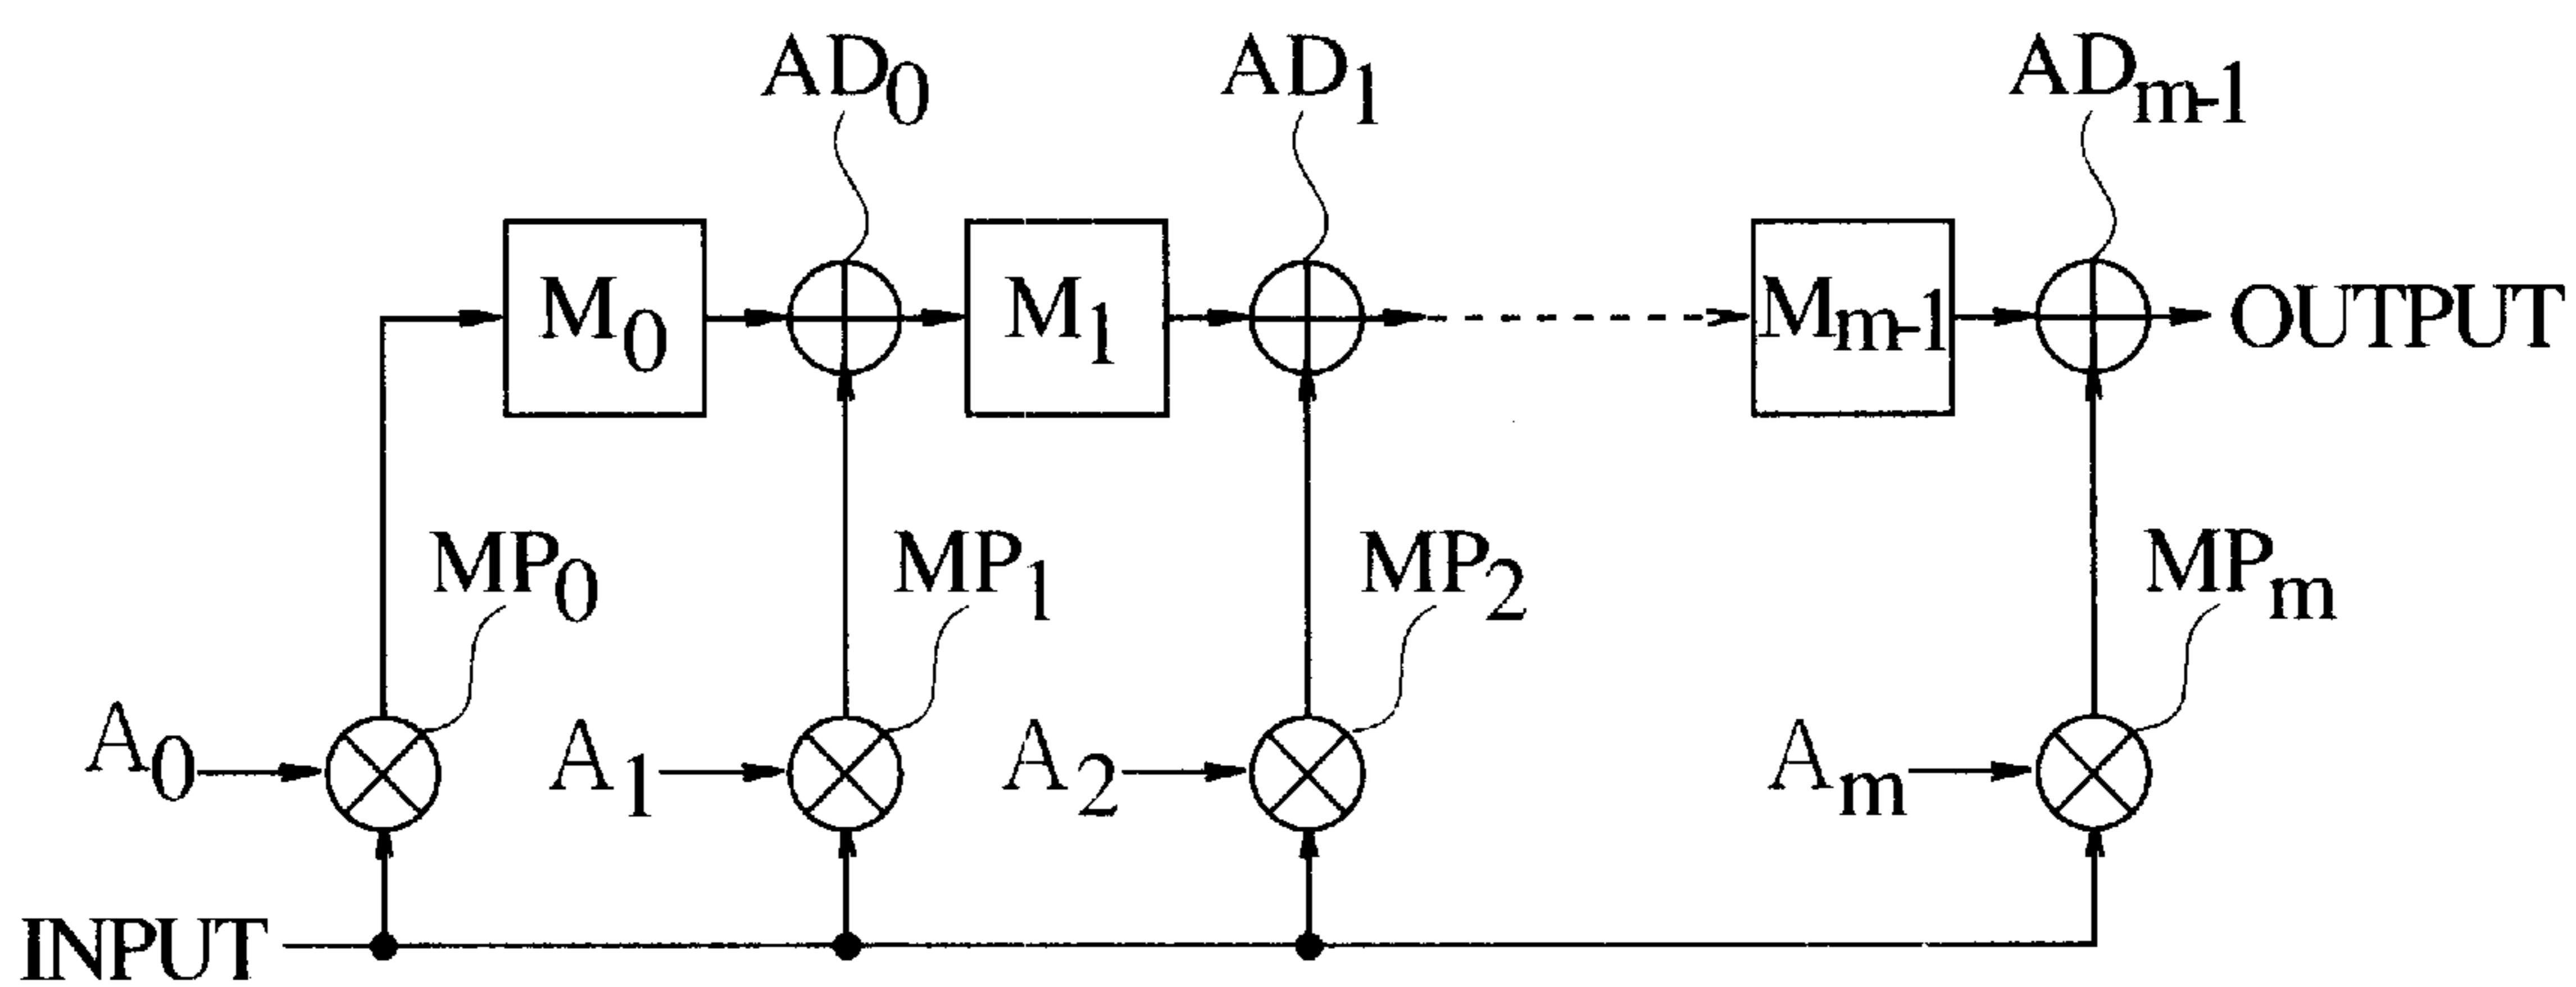 AD0 AD1 ADm-1
M0 M1 Mm-1 OUTPUT
MP0 MP1 MP2 MPm
A0 A1 A2 Am
INPUT